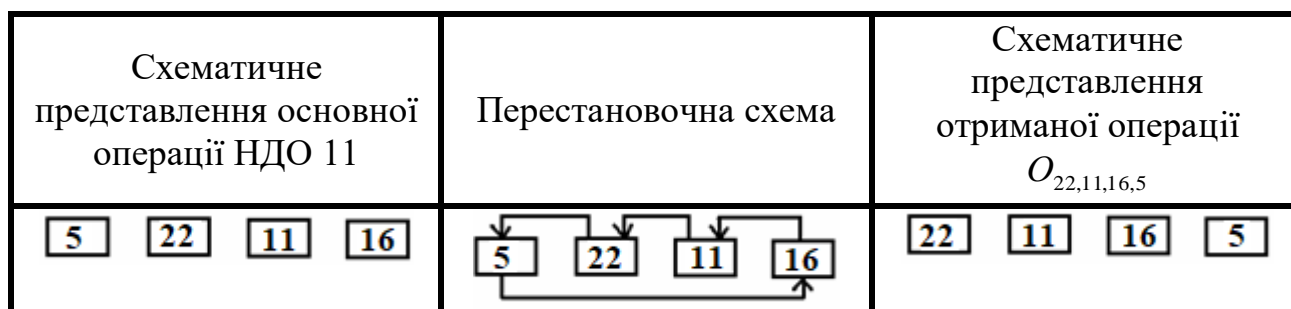 Схематичне
представлення основної
операції НДО 11
Перестановочна схема
Схематичне
представлення
отриманої операції
O22,11,16,5
5 22 11 16
5 22 11 16
22 11 16 5